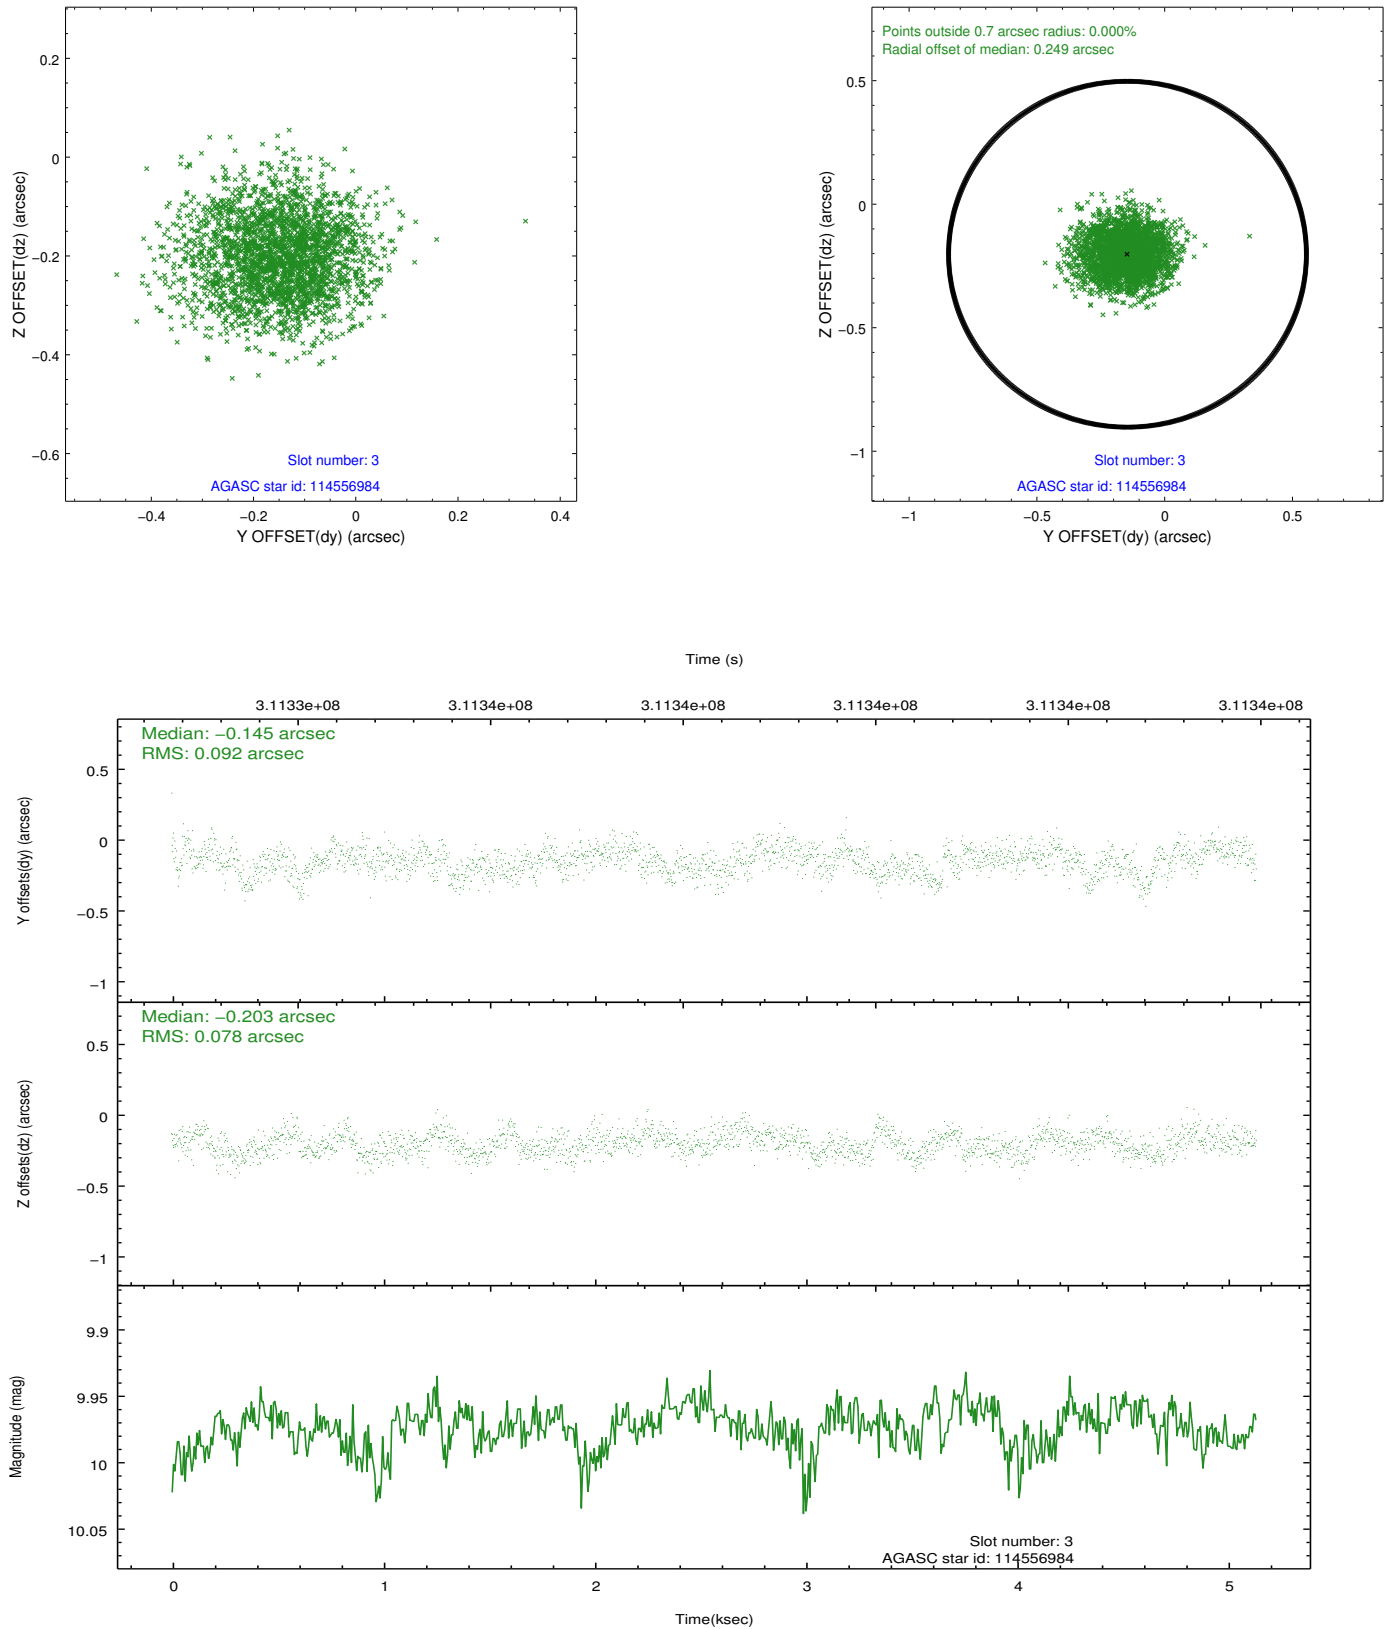 0.2
0
−0.2
−0.4
−0.6
Z OFFSET(dz) (arcsec)
Slot number: 3
AGASC star id: 114556984
−0.4 −0.2 0 0.2 0.4
Y OFFSET(dy) (arcsec)
Points outside 0.7 arcsec radius: 0.000%
Radial offset of median: 0.249 arcsec
0.5
0
−0.5
−1
Z OFFSET(dz) (arcsec)
Slot number: 3
AGASC star id: 114556984
−1 −0.5 0 0.5
Y OFFSET(dy) (arcsec)
Time (s)
3.1133e+08 3.1134e+08 3.1134e+08 3.1134e+08 3.1134e+08 3.1134e+08
Median: −0.145 arcsec
RMS: 0.092 arcsec
0.5
0
−0.5
−1
Y offsets(dy) (arcsec)
Median: −0.203 arcsec
RMS: 0.078 arcsec
0.5
0
−0.5
−1
Z offsets(dz) (arcsec)
9.9
9.95
10
10.05
Magnitude (mag)
Slot number: 3
AGASC star id: 114556984
0 1 2 3 4 5
Time(ksec)